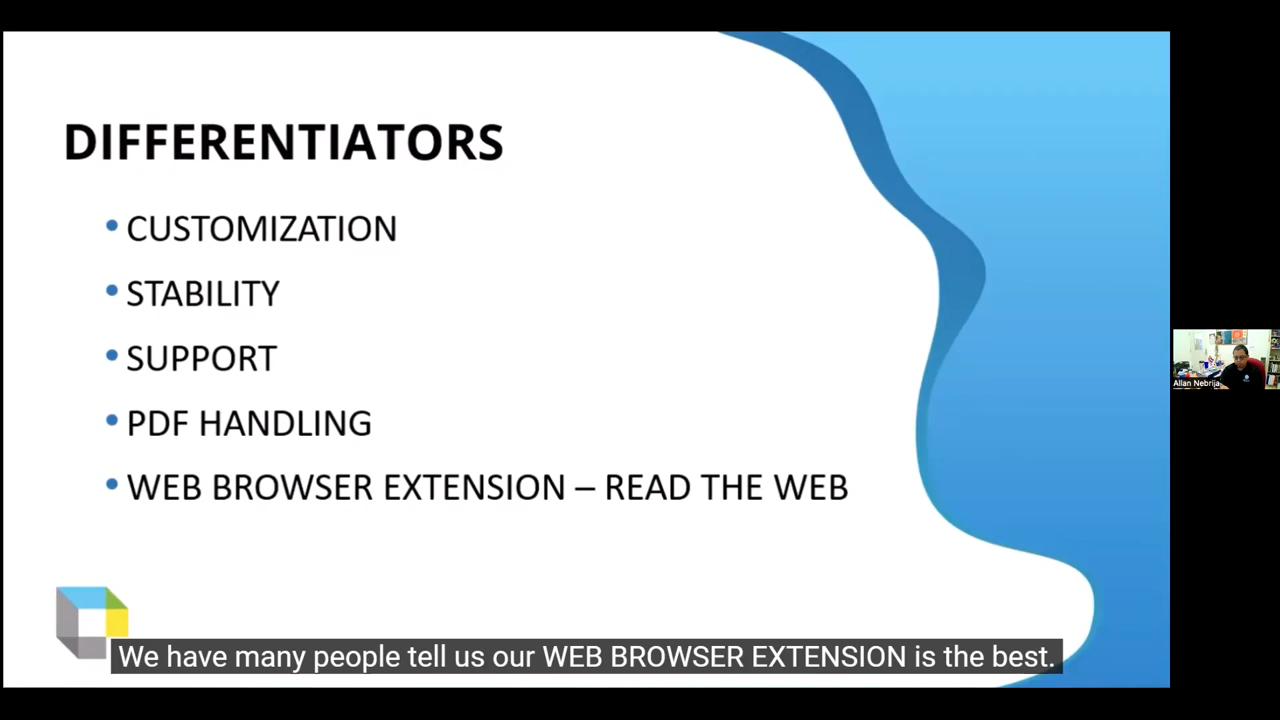 DIFFERENTIATORS
• CUSTOMIZATION
• STABILITY
• SUPPORT
• PDF HANDLING
• WEB BROWSER EXTENSION – READ THE WEB
Allan Nebrija
We have many people tell us our WEB BROWSER EXTENSION is the best.